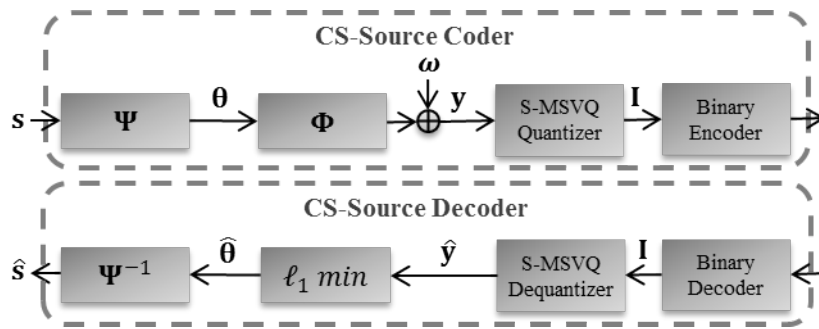 CS-Source Coder
ω
s
Ψ
θ
Φ
y
S-MSVQ
Quantizer
I
Binary
Encoder
CS-Source Decoder
ŝ
Ψ⁻¹
θ̂
ℓ₁ min
ŷ
S-MSVQ
Dequantizer
I
Binary
Decoder